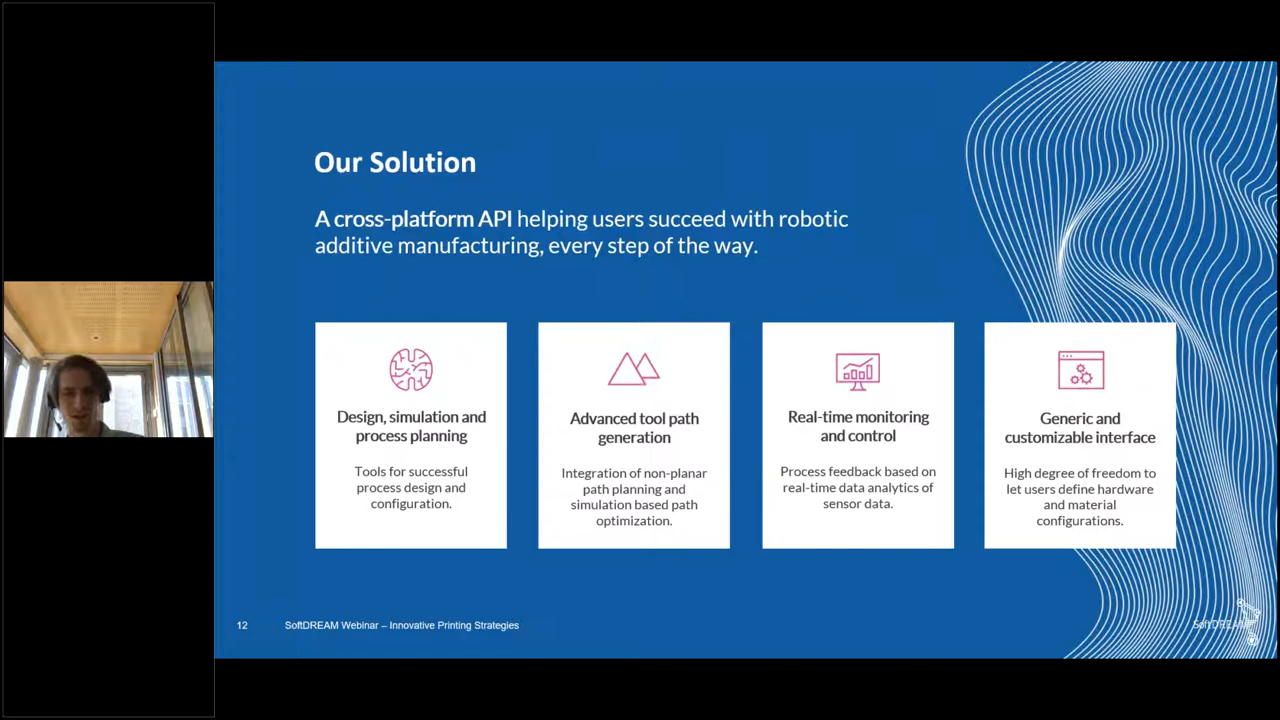 Our Solution
A cross-platform API helping users succeed with robotic
additive manufacturing, every step of the way.
Design, simulation and
process planning
Tools for successful
process design and
configuration.
Advanced tool path
generation
Integration of non-planar
path planning and
simulation based path
optimization.
Real-time monitoring
and control
Process feedback based on
real-time data analytics of
sensor data.
Generic and
customizable interface
High degree of freedom to
let users define hardware
and material
configurations.
12
SoftDREAM Webinar – Innovative Printing Strategies
SoftDREAM